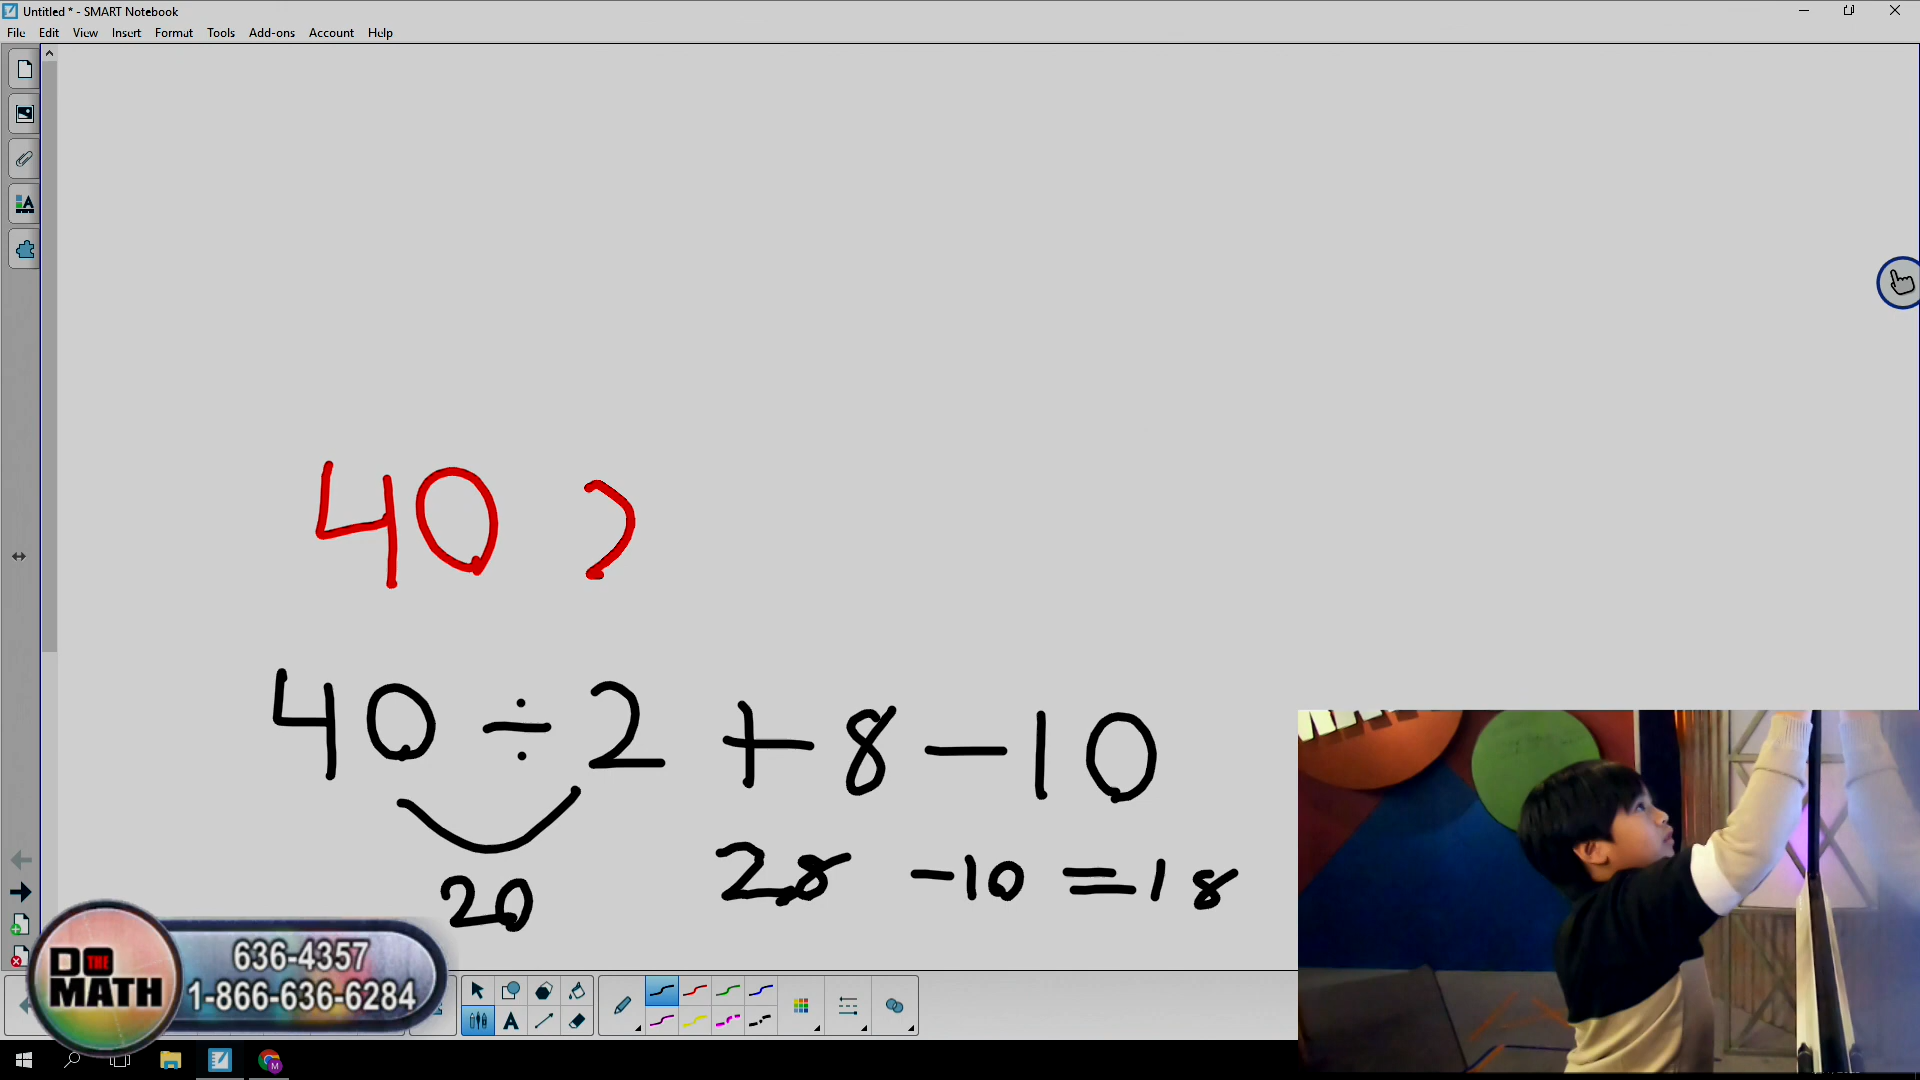 Untitled * - SMART Notebook
File Edit View Insert Format Tools Add-ons Account Help
A
40 >
40 ÷ 2 + 8 - 10
28 - 10 = 18
20
DO THE MATH
636-4357
1-866-636-6284
A
M